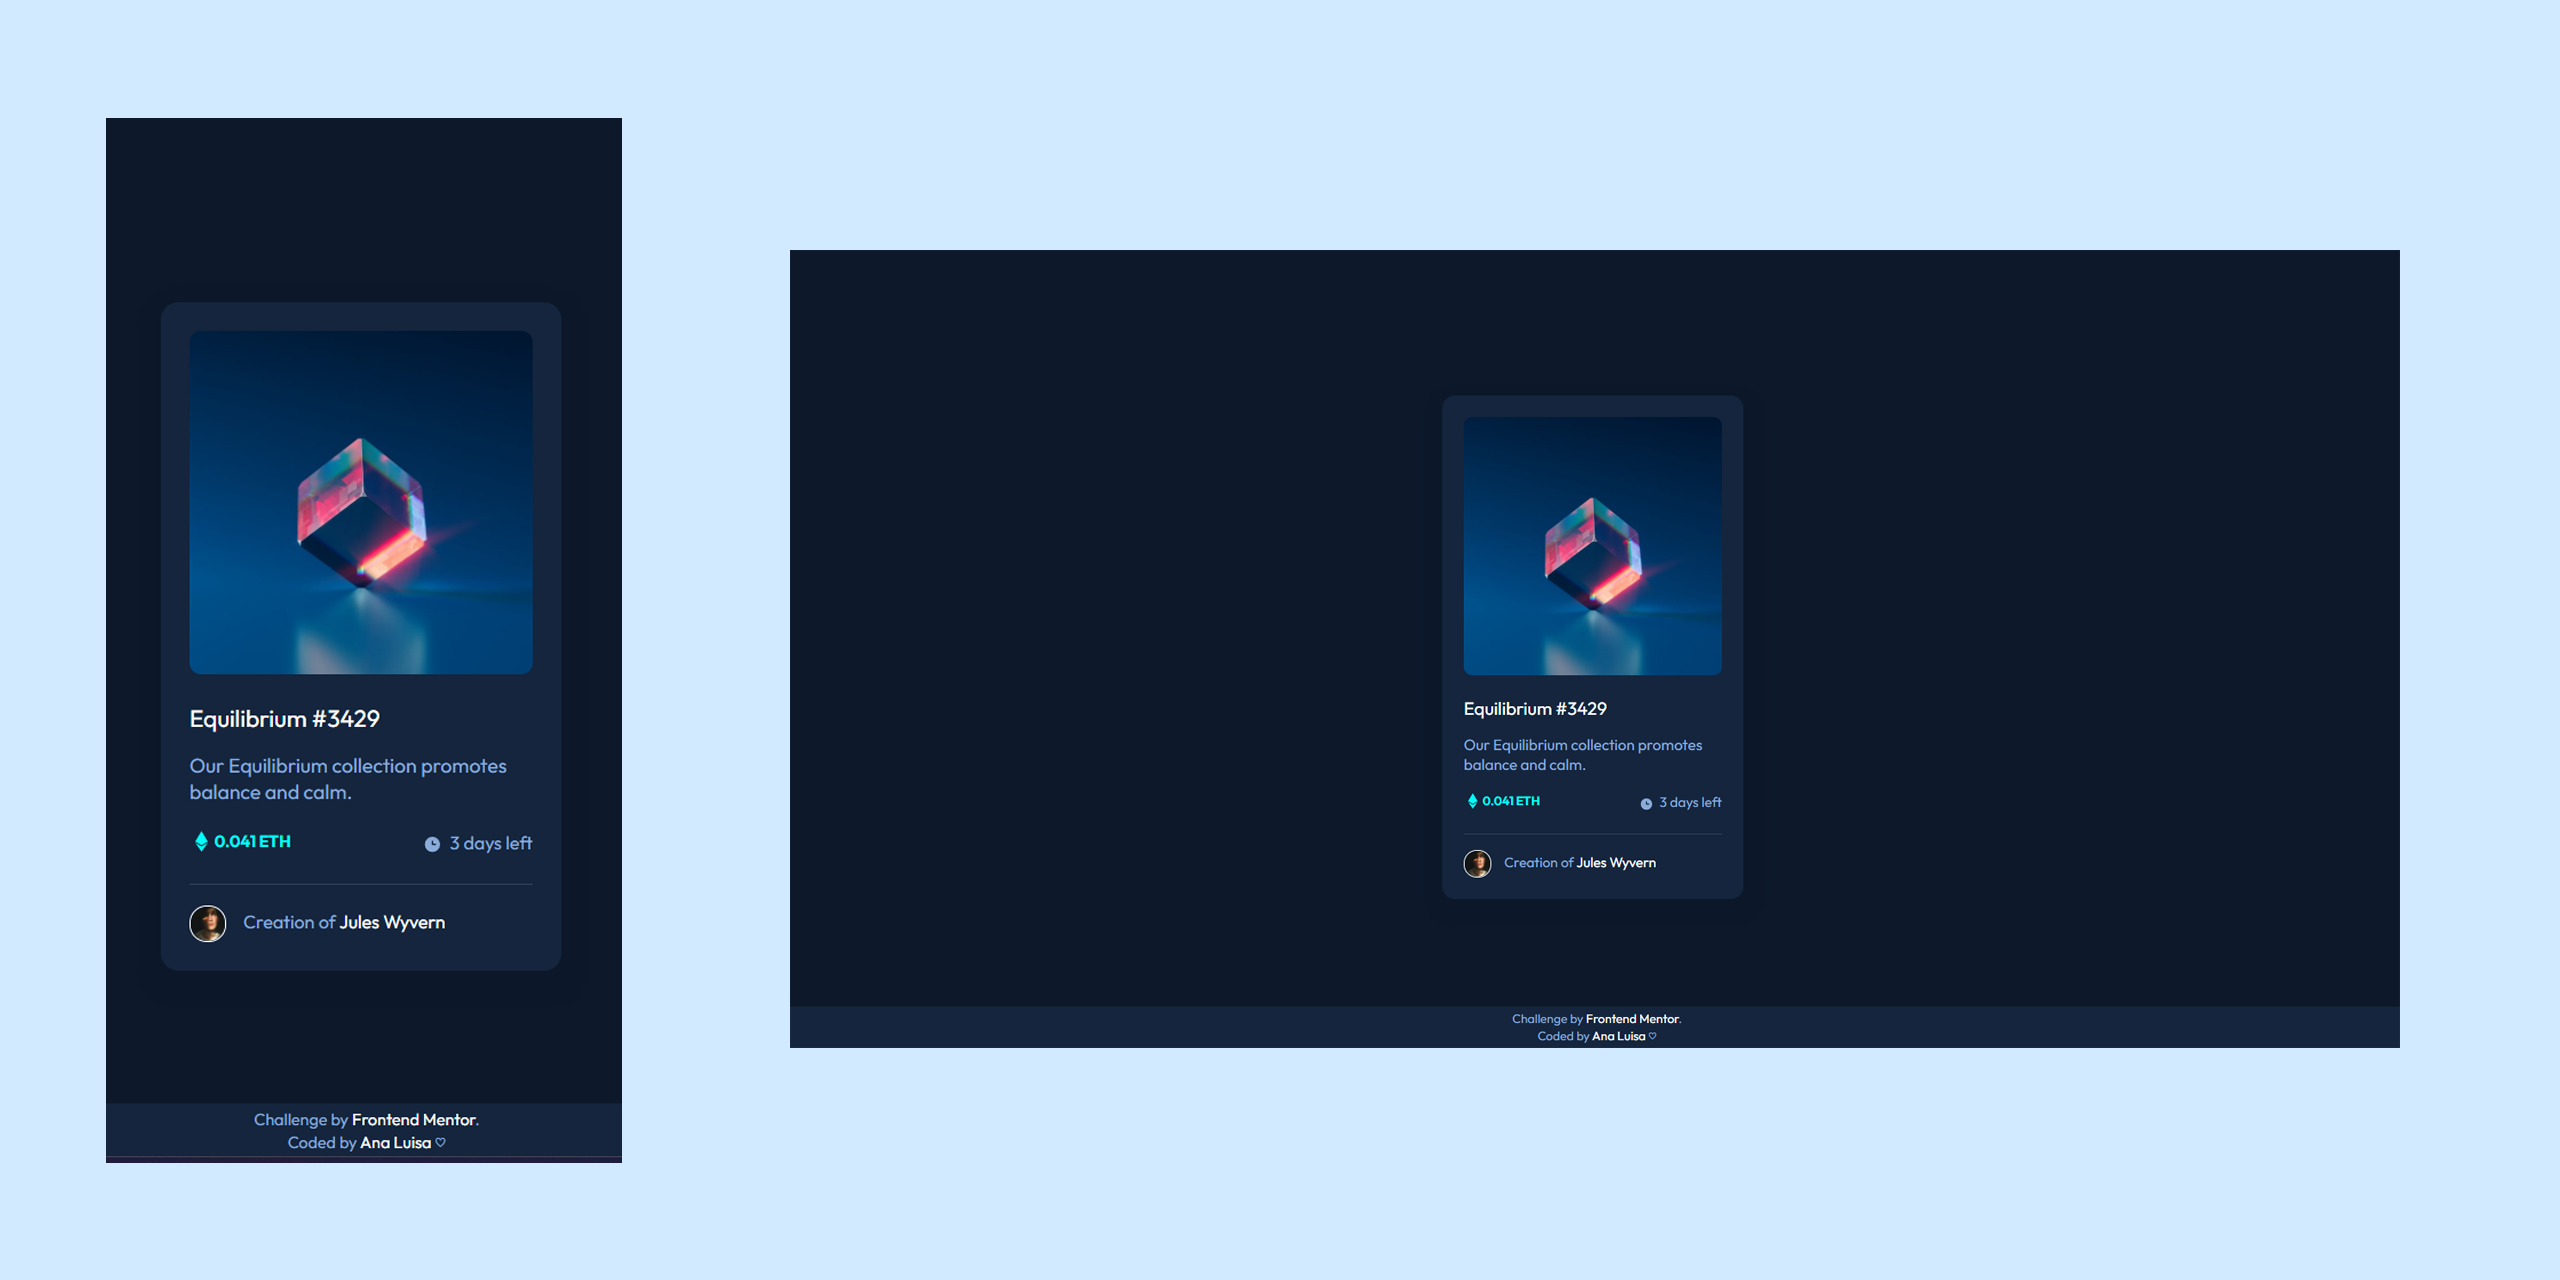 Equilibrium #3429
Our Equilibrium collection promotes
balance and calm.
0.041 ETH
3 days left
Creation of Jules Wyvern
Challenge by Frontend Mentor.
Coded by Ana Luisa ♡
Equilibrium #3429
Our Equilibrium collection promotes
balance and calm.
0.041 ETH
3 days left
Creation of Jules Wyvern
Challenge by Frontend Mentor.
Coded by Ana Luisa ♡